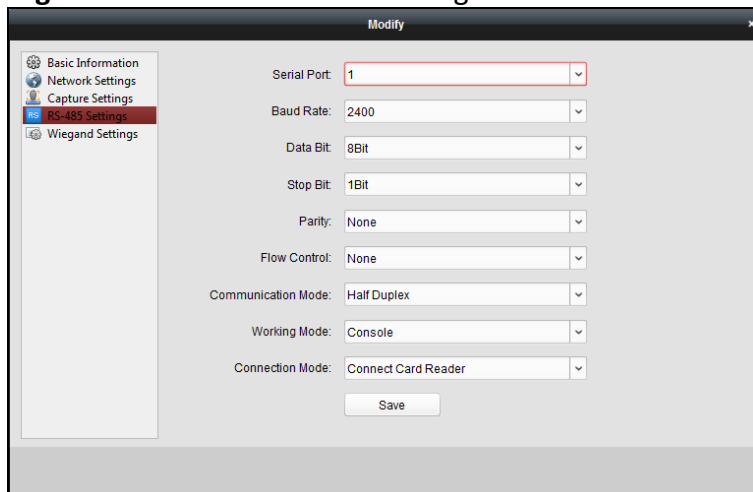 Modify
Basic Information
Network Settings
Capture Settings
RS RS-485 Settings
Wiegand Settings
Serial Port: 1
Baud Rate: 2400
Data Bit: 8Bit
Stop Bit: 1Bit
Parity: None
Flow Control: None
Communication Mode: Half Duplex
Working Mode: Console
Connection Mode: Connect Card Reader
Save